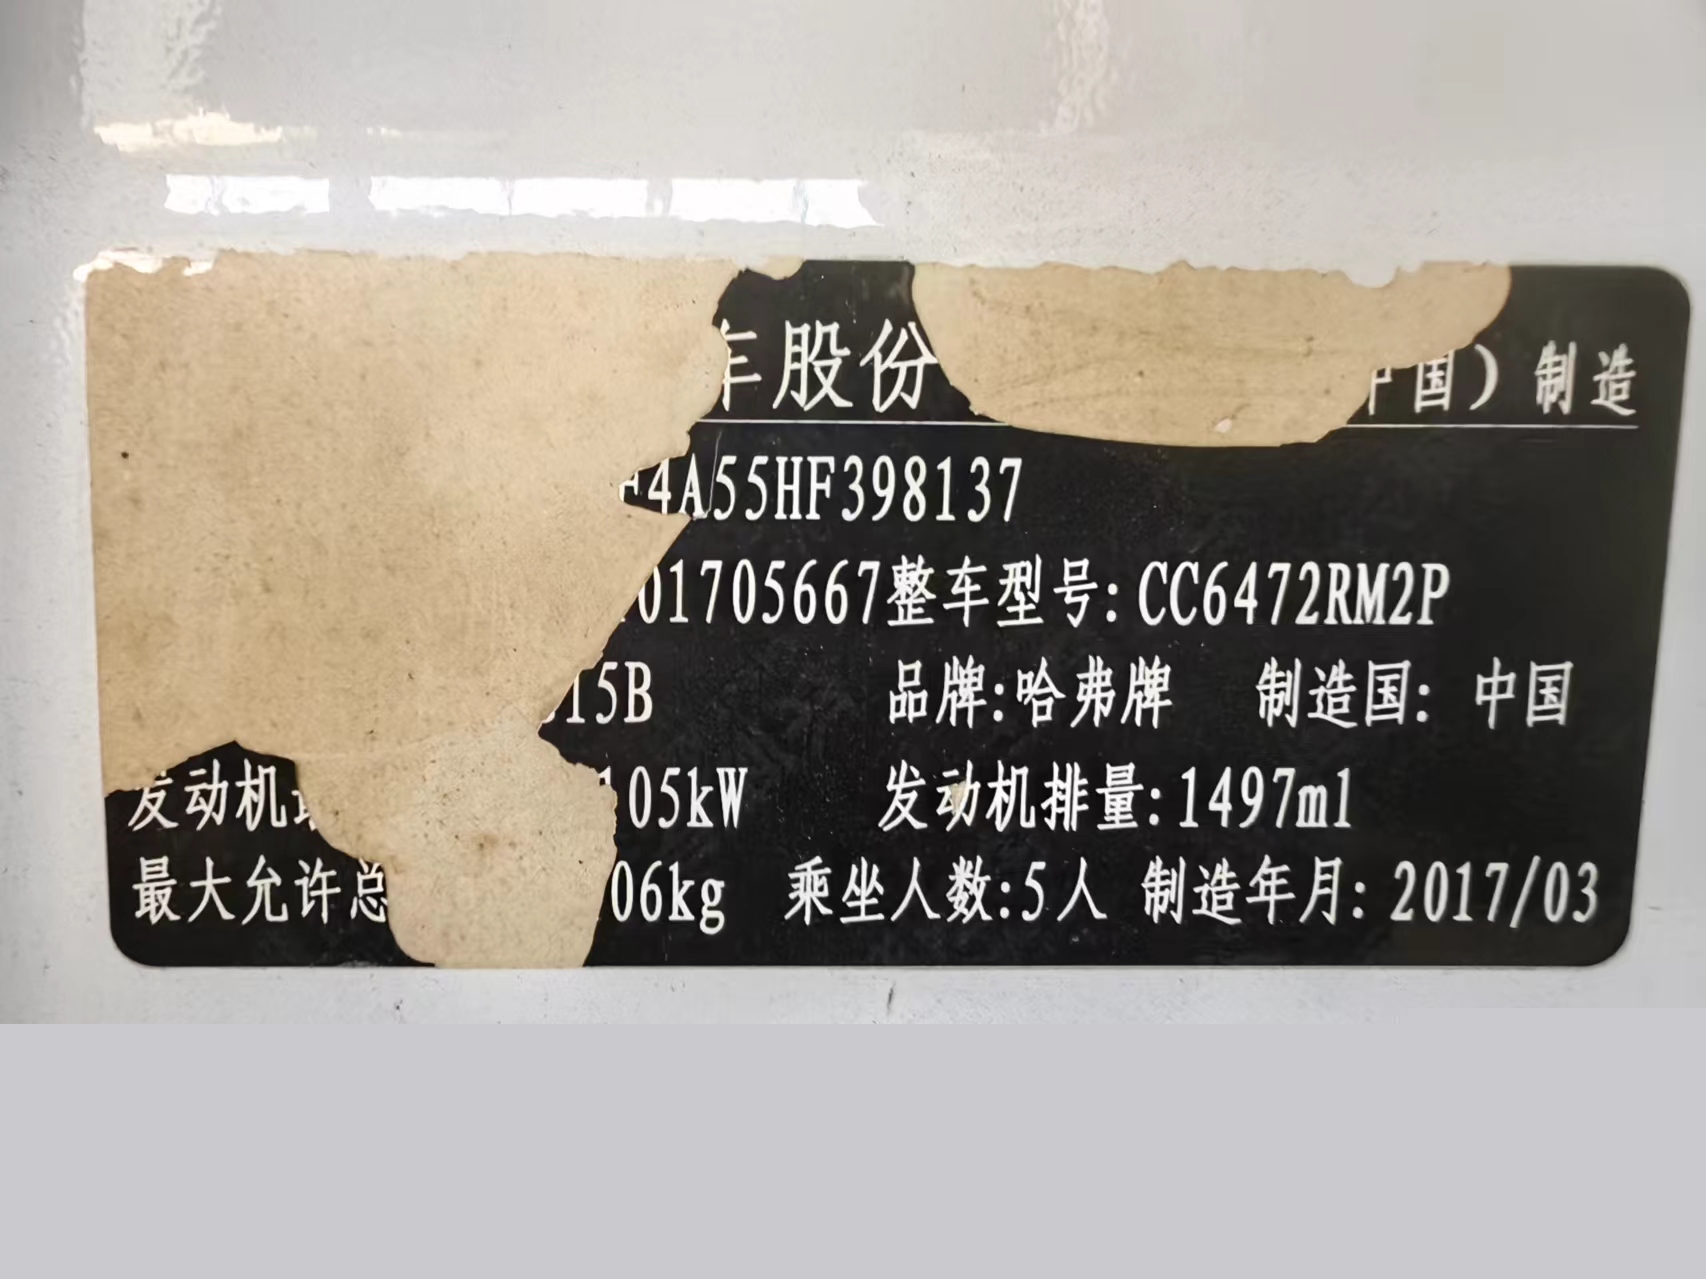 股份 国）制造
4A55HF398137
01705667整车型号:CC6472RM2P
15B 品牌:哈弗牌 制造国: 中国
发动机 105kW 发动机排量:1497ml
最大允许总 06kg 乘坐人数:5人 制造年月: 2017/03